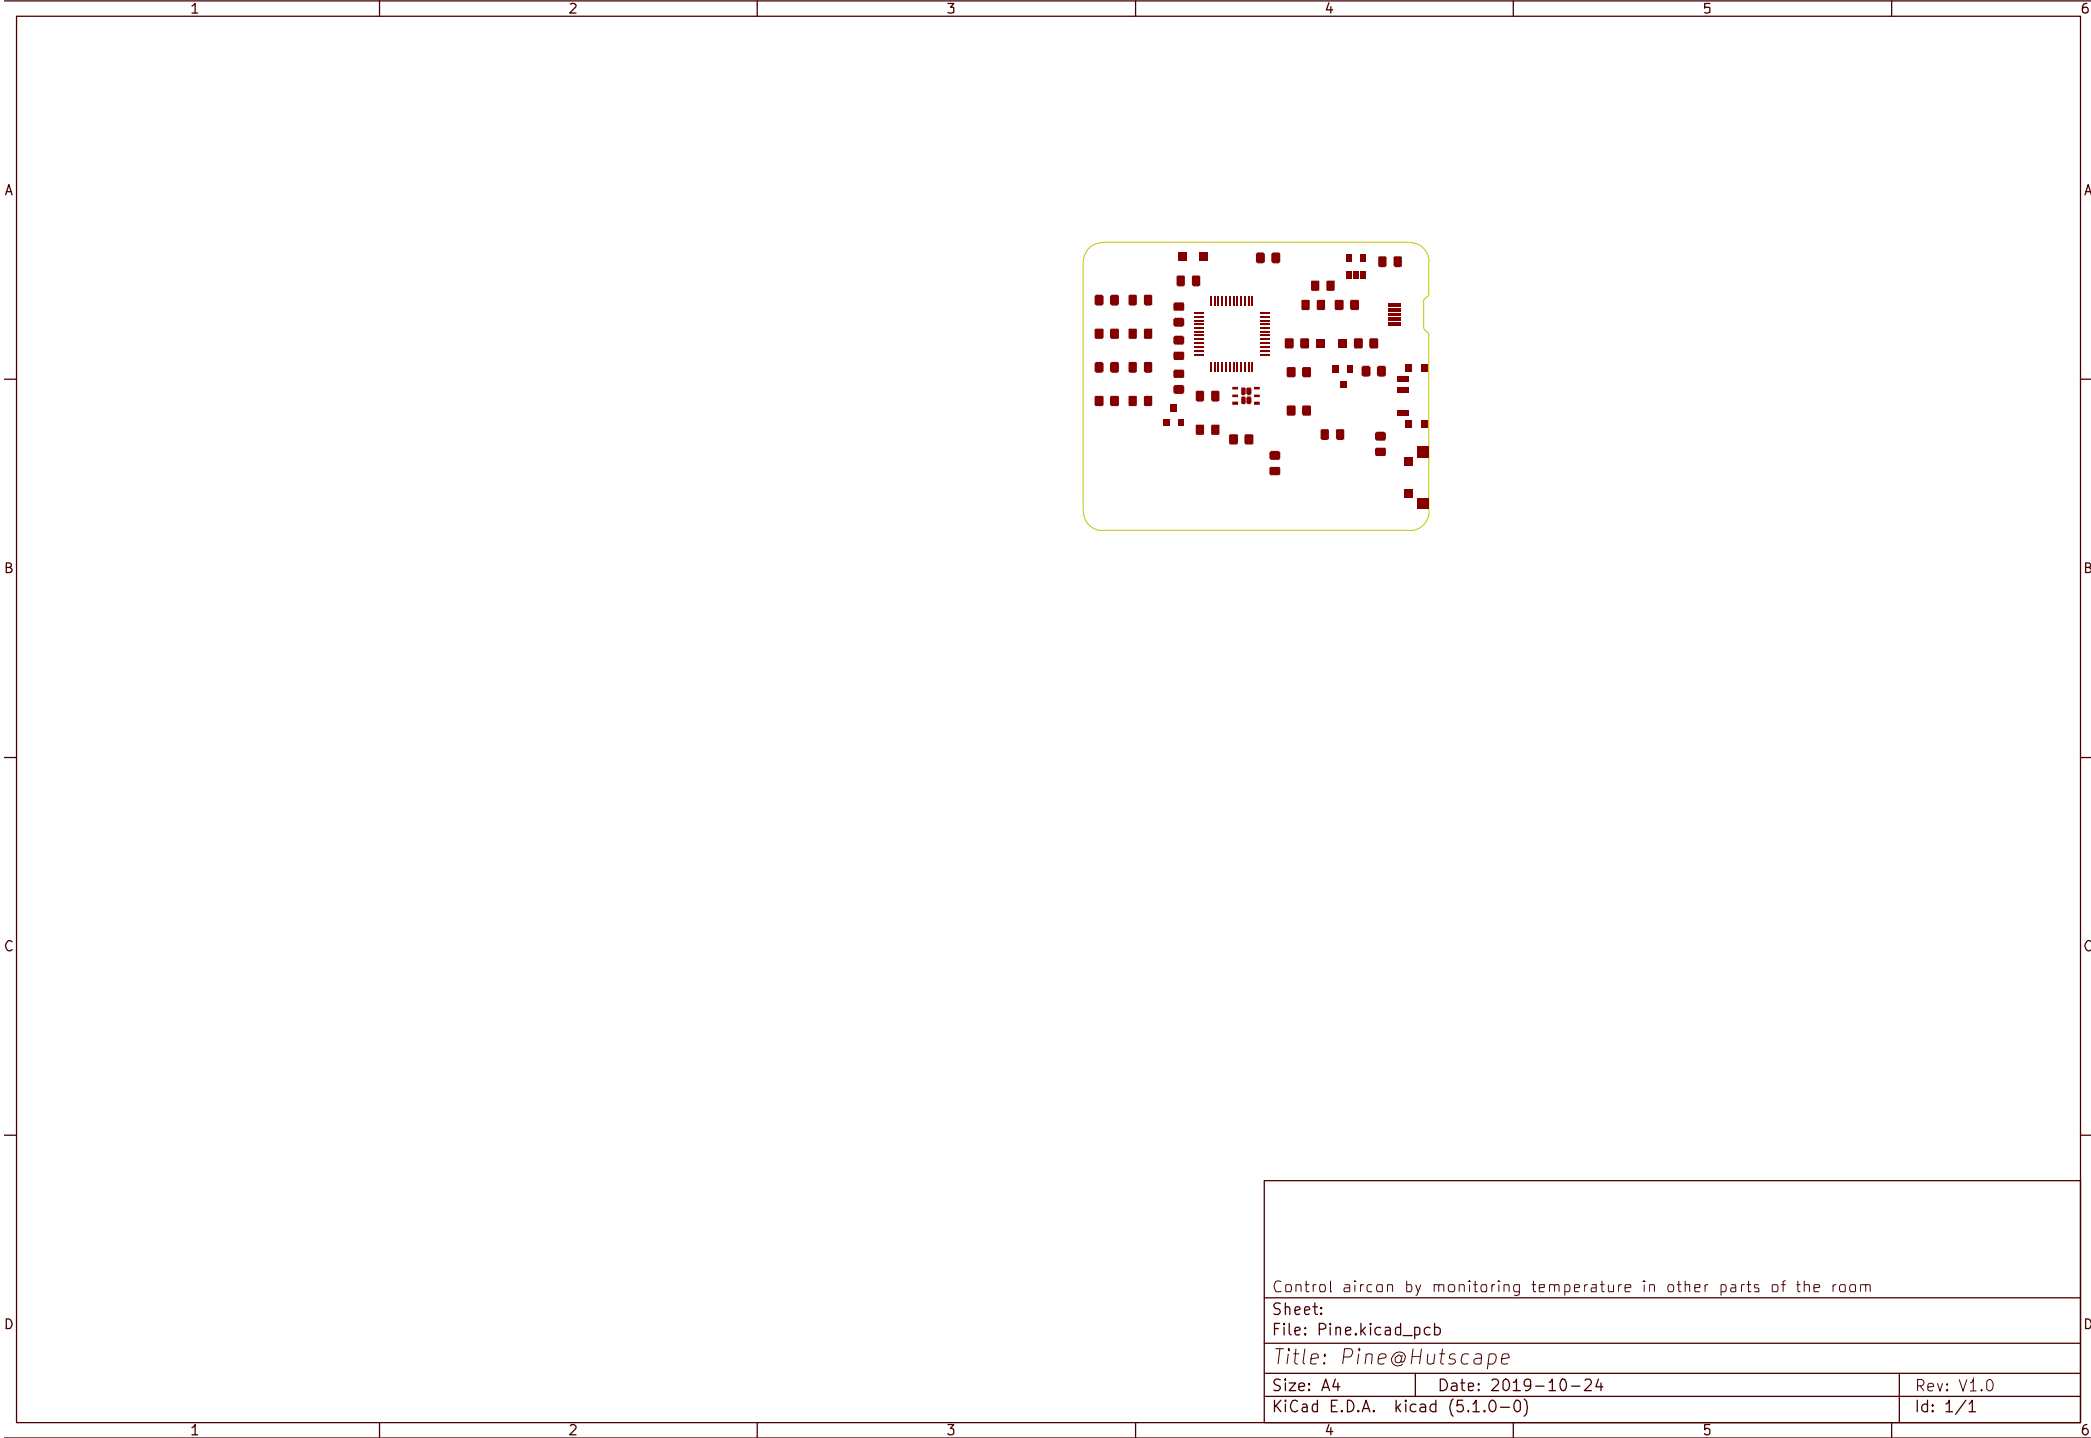 1 2 3 4 5 6
A A
B B
C C
D D
Control aircon by monitoring temperature in other parts of the room
Sheet:
File: Pine.kicad_pcb
Title: Pine@Hutscape
Size: A4 Date: 2019-10-24 Rev: V1.0
KiCad E.D.A. kicad (5.1.0-0) Id: 1/1
1 2 3 4 5 6